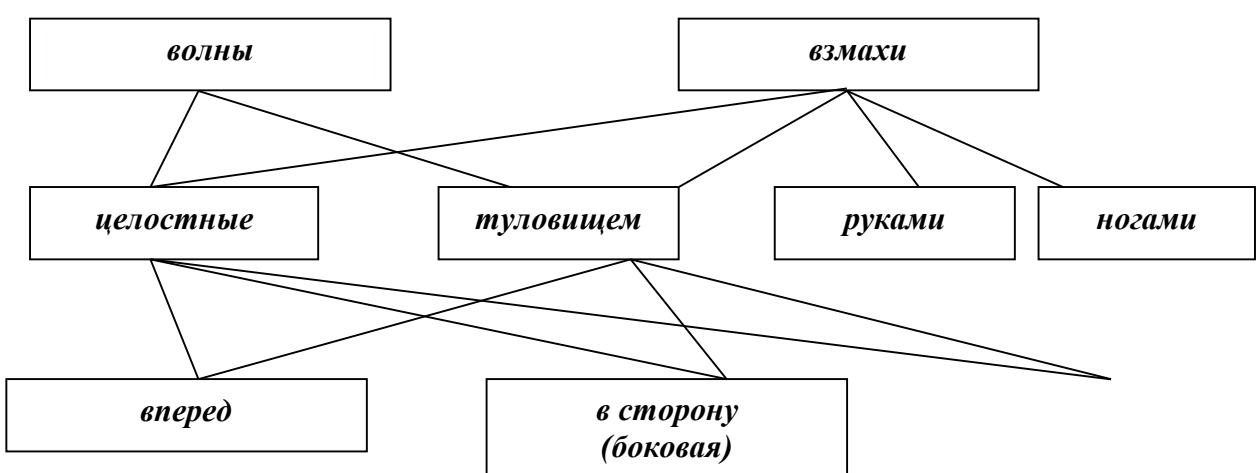 волны
взмахи
целостные
туловищем
руками
ногами
вперед
в сторону
(боковая)